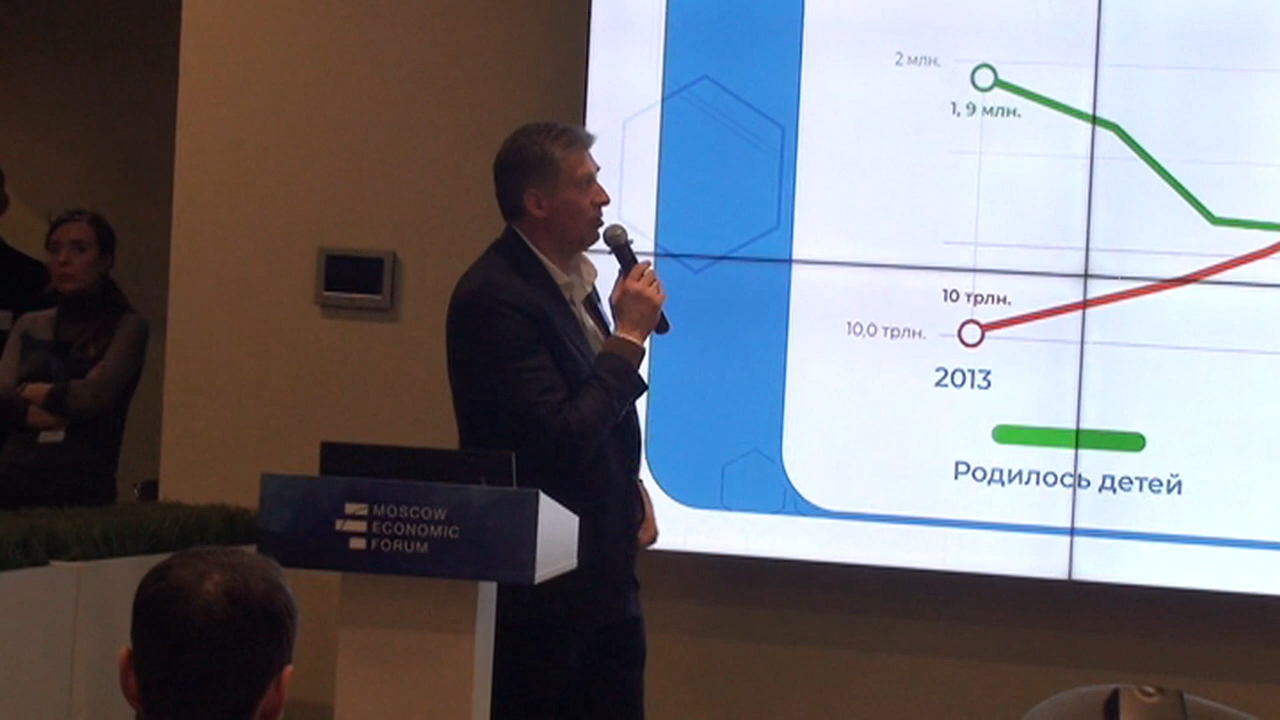 2 млн.
1, 9 млн.
10 трлн.
10,0 трлн.
2013
Родилось детей
MOSCOW
ECONOMIC
FORUM